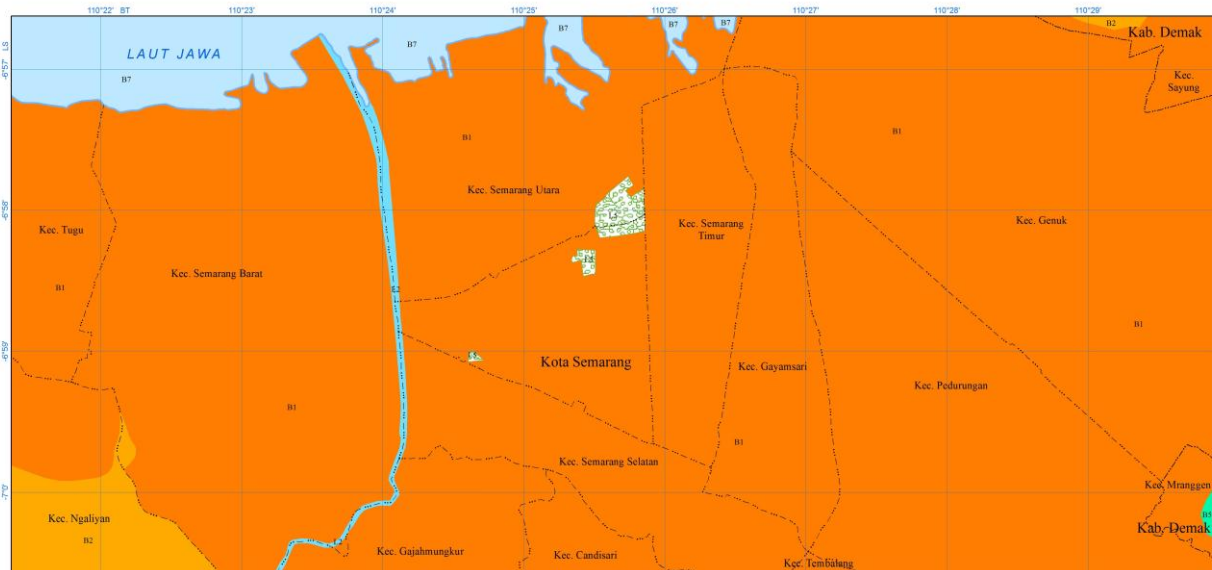 110°22' BT
110°23'
110°24'
110°25'
110°26'
110°27'
110°28'
110°29'
-6°57' LS
-6°58'
-6°59'
-7°0'
LAUT JAWA
B7
B7
B7
B7
B7
B2
Kab. Demak
Kec.
Sayung
B1
B1
Kec. Semarang Utara
L5
Kec. Tugu
Kec. Semarang
Timur
Kec. Genuk
Kec. Semarang Barat
B1
L2
B1
Kota Semarang
Kec. Gayamsari
Kec. Pedurungan
B1
B1
Kec. Semarang Selatan
Kec. Mranggen
B5
Kec. Ngaliyan
Kab. Demak
B2
Kec. Gajahmungkur
Kec. Candisari
Kec. Tembalang